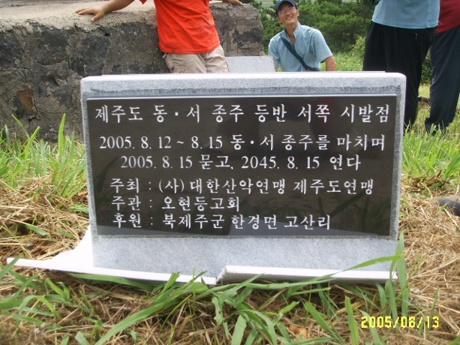 제주도 동·서 종주 등반 서쪽 시발점
2005. 8. 12 ~ 8. 15 동·서 종주를 마치며
2005. 8. 15 묻고, 2045. 8. 15 연다
주최 : (사) 대한산악연맹 제주도연맹
주관 : 오현등고회
후원 : 북제주군 한경면 고산리
2005/08/13